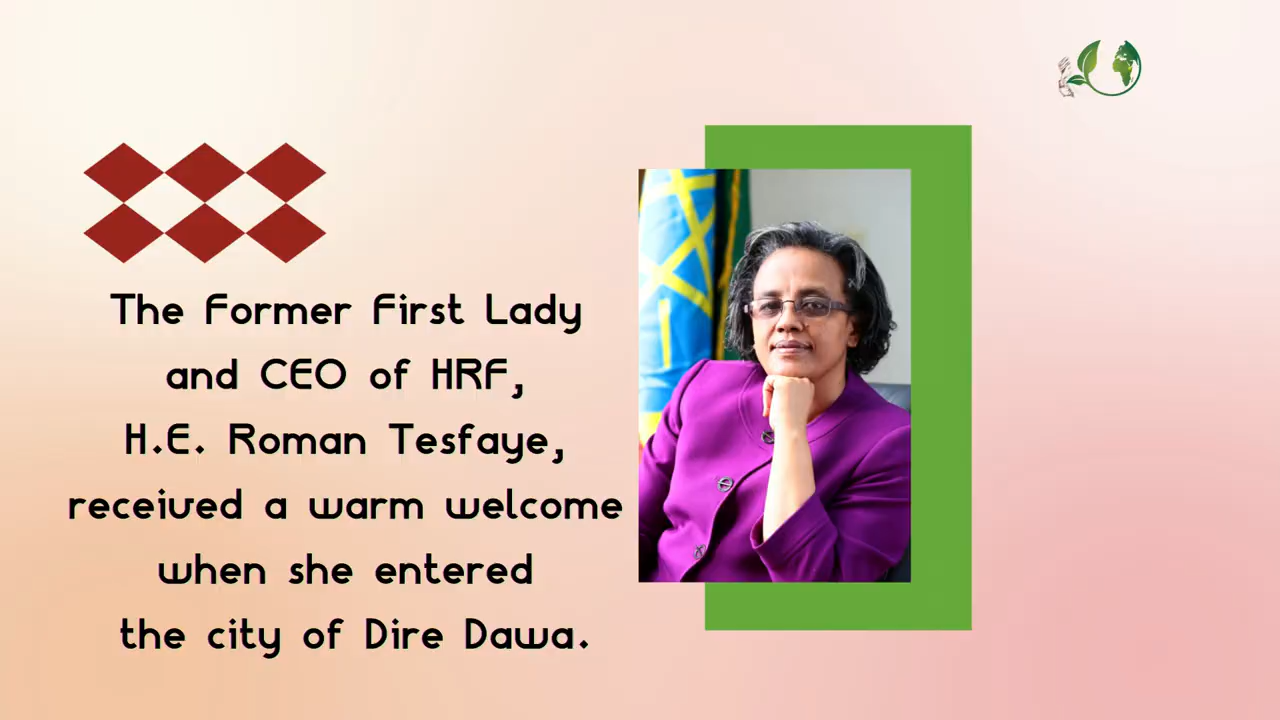 The Former First Lady
and CEO of HRF,
H.E. Roman Tesfaye,
received a warm welcome
when she entered
the city of Dire Dawa.